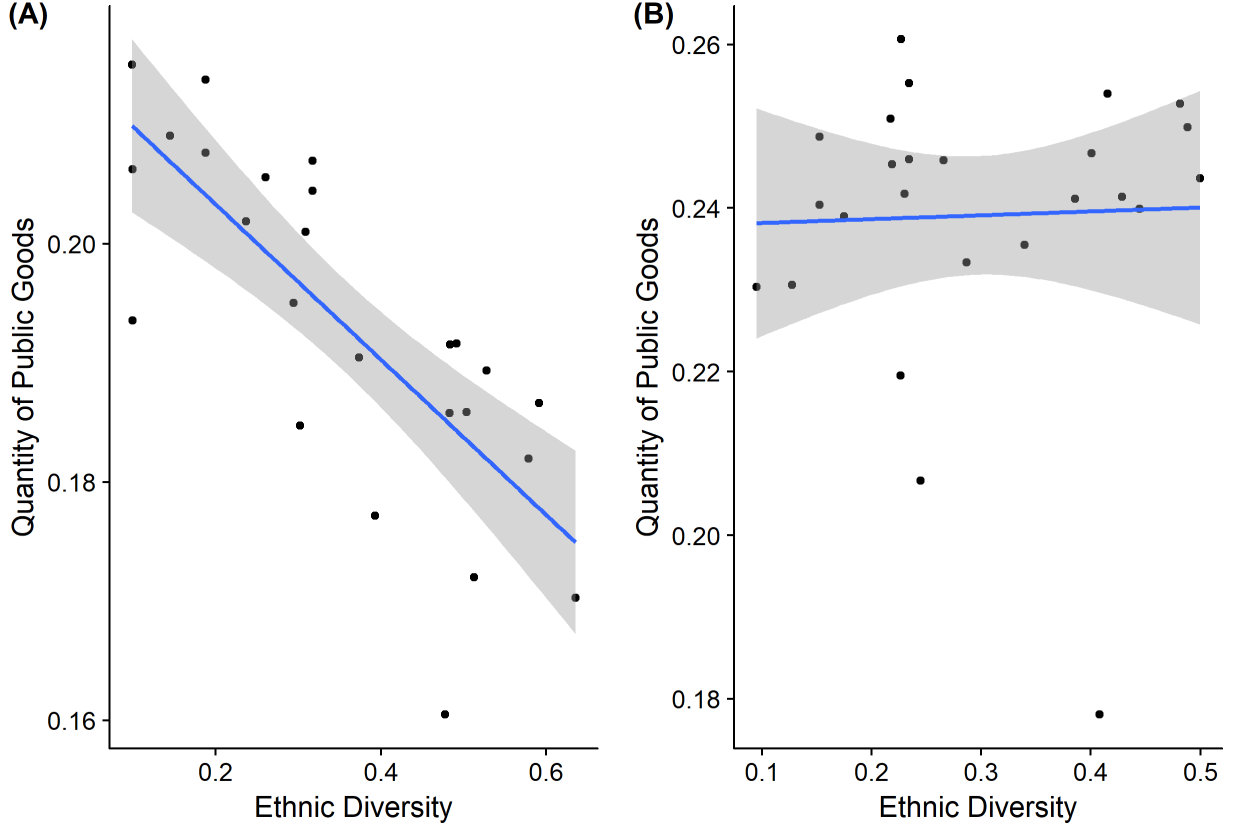 (A)
Quantity of Public Goods
0.20
0.18
0.16
0.2 0.4 0.6
Ethnic Diversity
(B)
Quantity of Public Goods
0.26
0.24
0.22
0.20
0.18
0.1 0.2 0.3 0.4 0.5
Ethnic Diversity